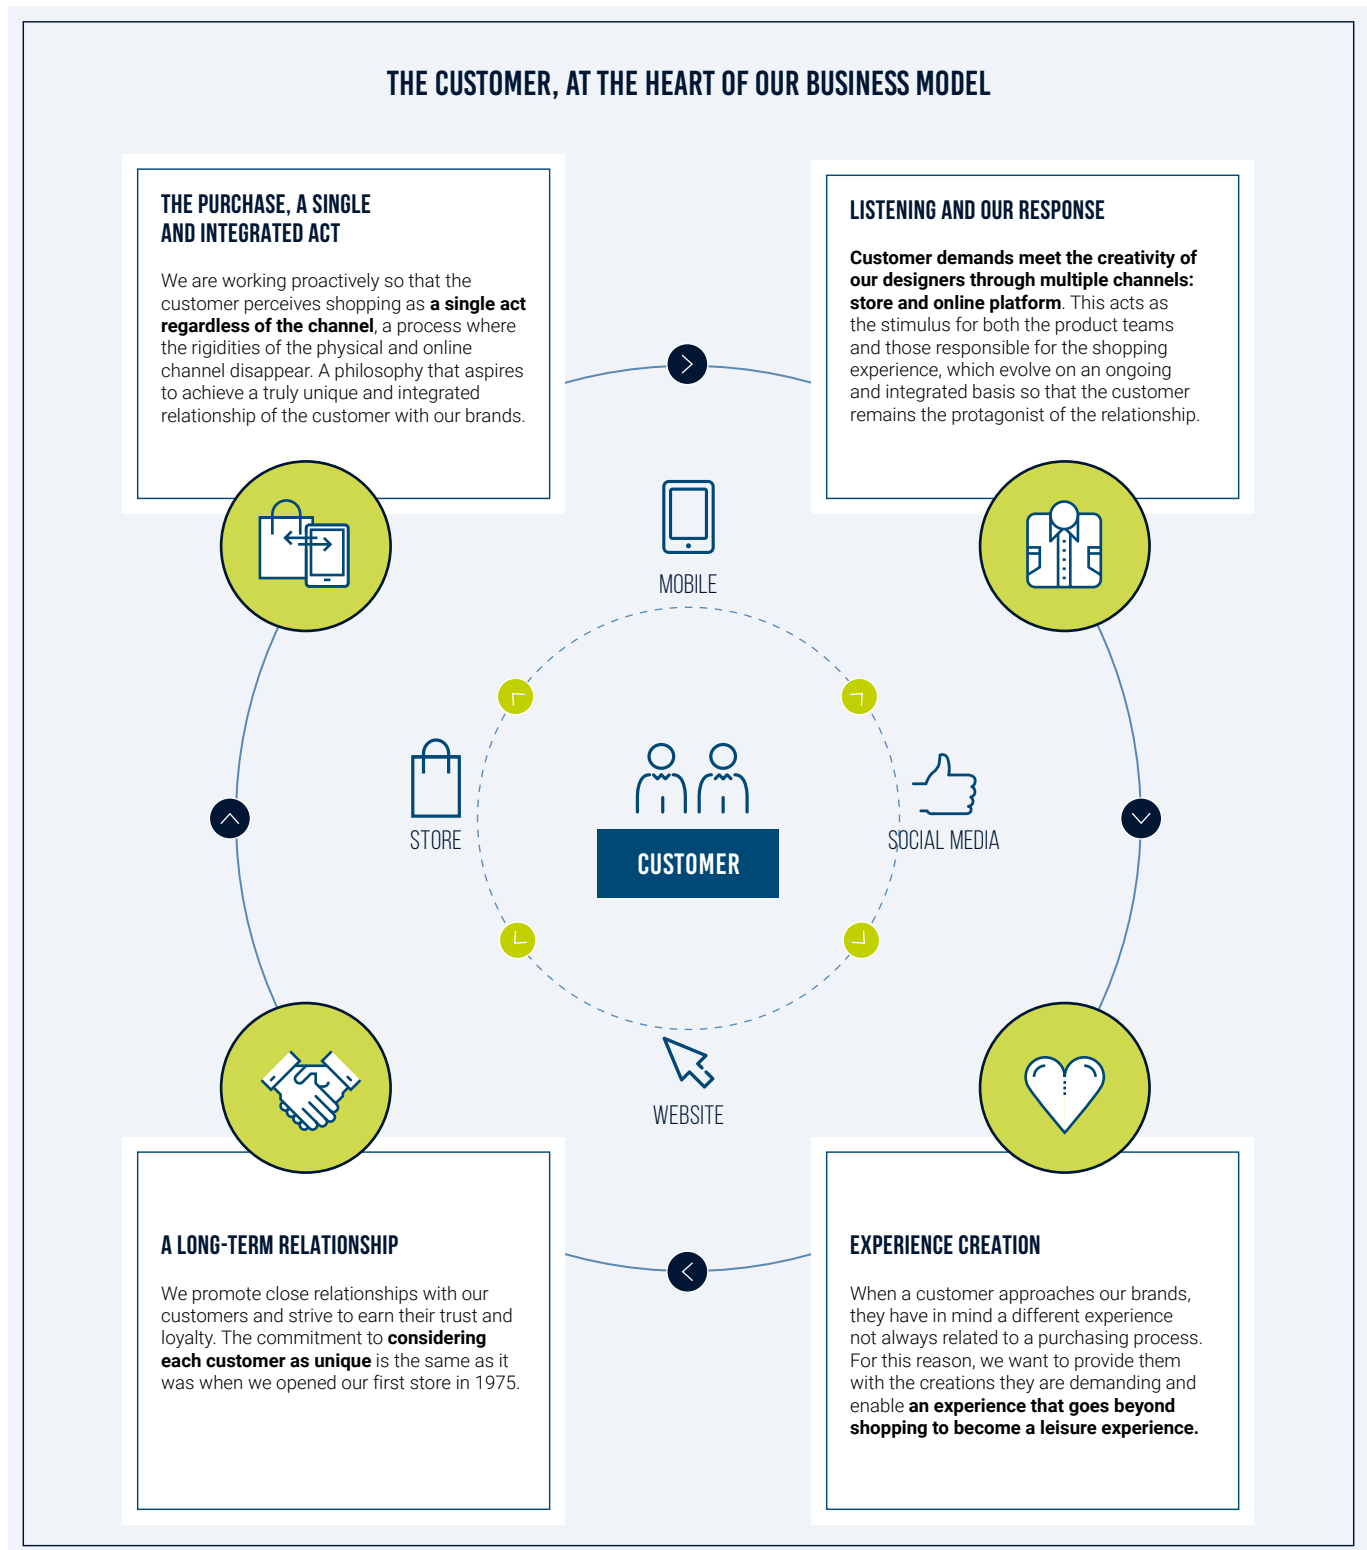 THE CUSTOMER, AT THE HEART OF OUR BUSINESS MODEL
THE PURCHASE, A SINGLE
AND INTEGRATED ACT
We are working proactively so that the
customer perceives shopping as a single act
regardless of the channel, a process where
the rigidities of the physical and online
channel disappear. A philosophy that aspires
to achieve a truly unique and integrated
relationship of the customer with our brands.
LISTENING AND OUR RESPONSE
Customer demands meet the creativity of
our designers through multiple channels:
store and online platform. This acts as
the stimulus for both the product teams
and those responsible for the shopping
experience, which evolve on an ongoing
and integrated basis so that the customer
remains the protagonist of the relationship.
MOBILE
STORE
CUSTOMER
SOCIAL MEDIA
WEBSITE
A LONG-TERM RELATIONSHIP
We promote close relationships with our
customers and strive to earn their trust and
loyalty. The commitment to considering
each customer as unique is the same as it
was when we opened our first store in 1975.
EXPERIENCE CREATION
When a customer approaches our brands,
they have in mind a different experience
not always related to a purchasing process.
For this reason, we want to provide them
with the creations they are demanding and
enable an experience that goes beyond
shopping to become a leisure experience.